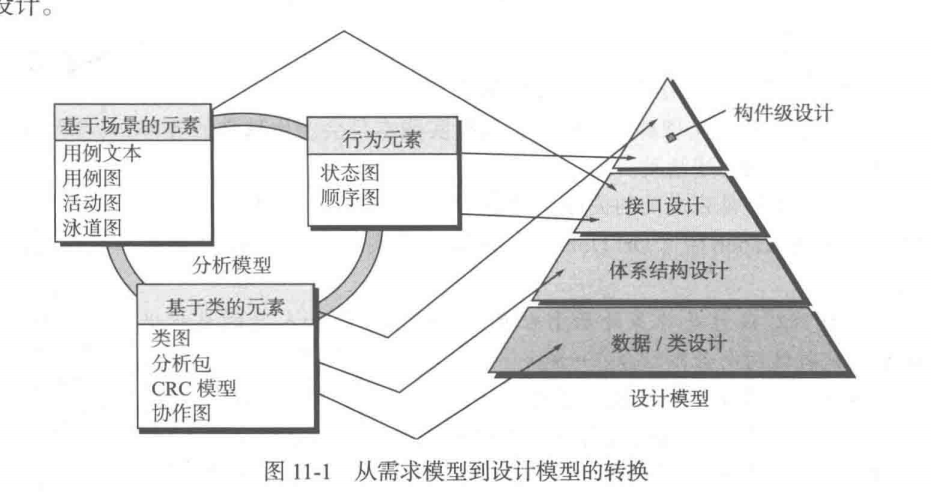 设计。
基于场景的元素
用例文本
用例图
活动图
泳道图
行为元素
状态图
顺序图
分析模型
基于类的元素
类图
分析包
CRC 模型
协作图
构件级设计
接口设计
体系结构设计
数据 / 类设计
设计模型
图 11-1 从需求模型到设计模型的转换